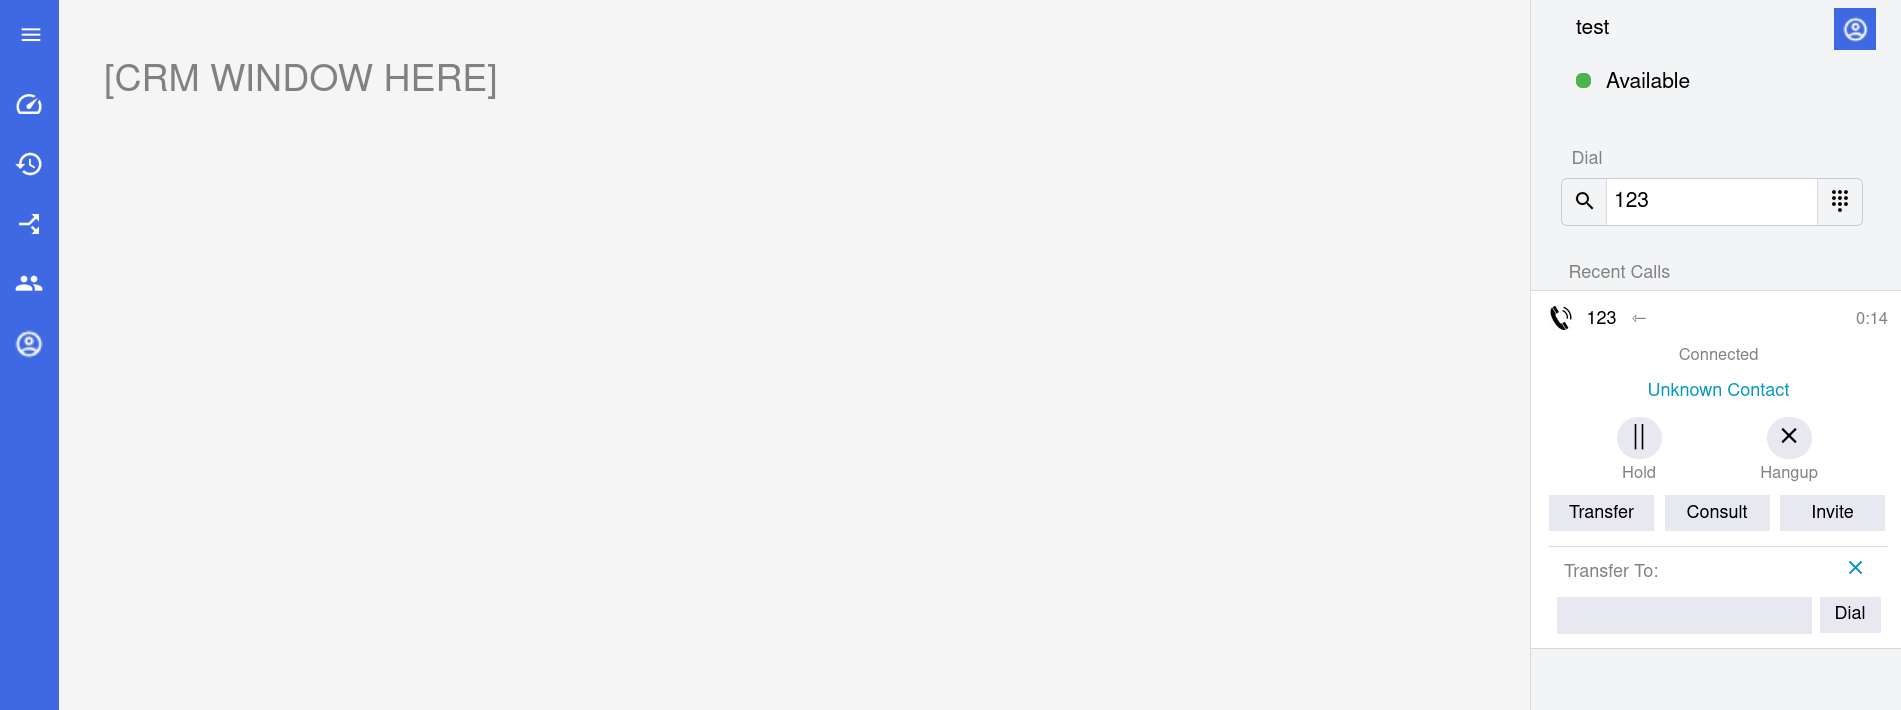 [CRM WINDOW HERE]
test
Available
Dial
123
Recent Calls
123 ⇐ 0:14
Connected
Unknown Contact
Hold Hangup
Transfer Consult Invite
Transfer To:
Dial